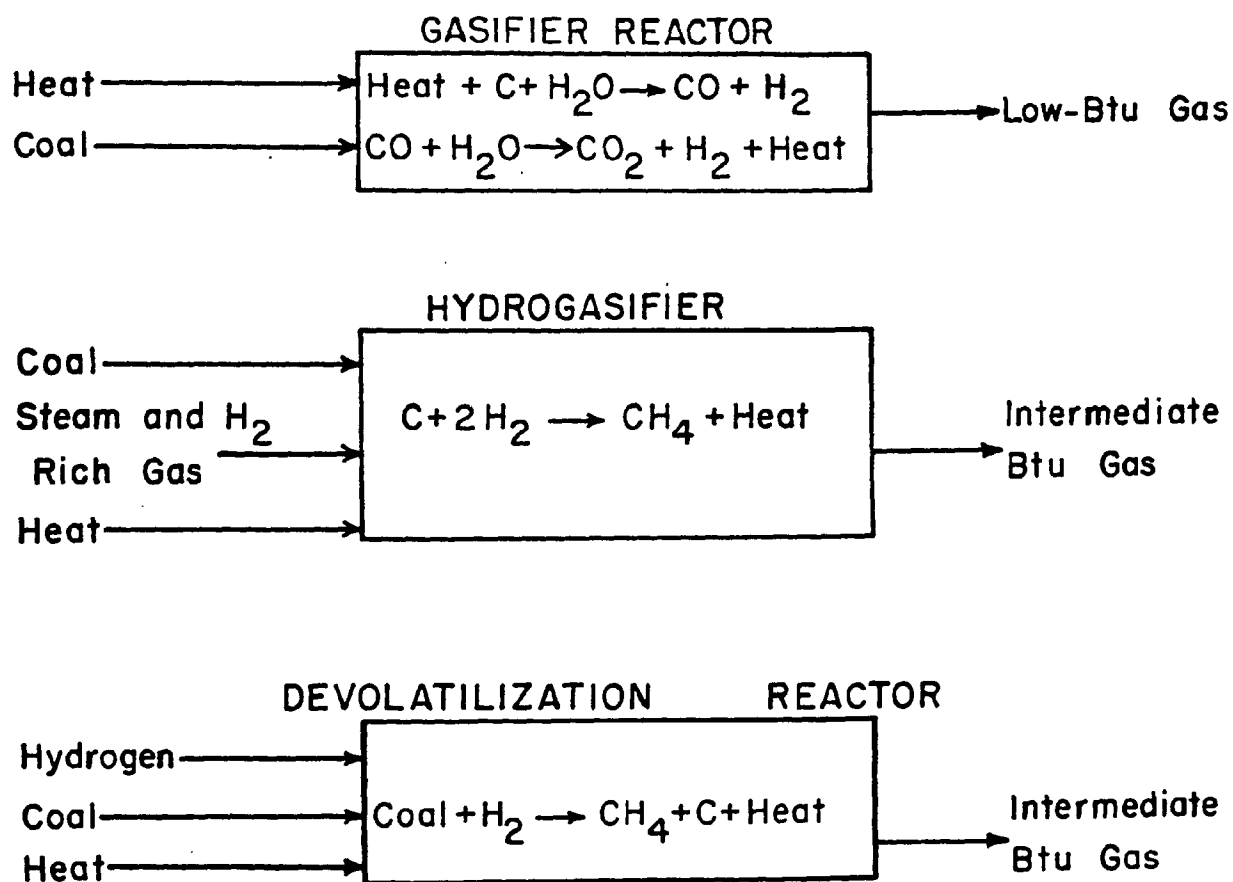 GASIFIER REACTOR
Heat
Heat + C + H2O → CO + H2
Coal
CO + H2O → CO2 + H2 + Heat
Low-Btu Gas
HYDROGASIFIER
Coal
Steam and H2
Rich Gas
Heat
C + 2H2 → CH4 + Heat
Intermediate
Btu Gas
DEVOLATILIZATION REACTOR
Hydrogen
Coal
Heat
Coal + H2 → CH4 + C + Heat
Intermediate
Btu Gas